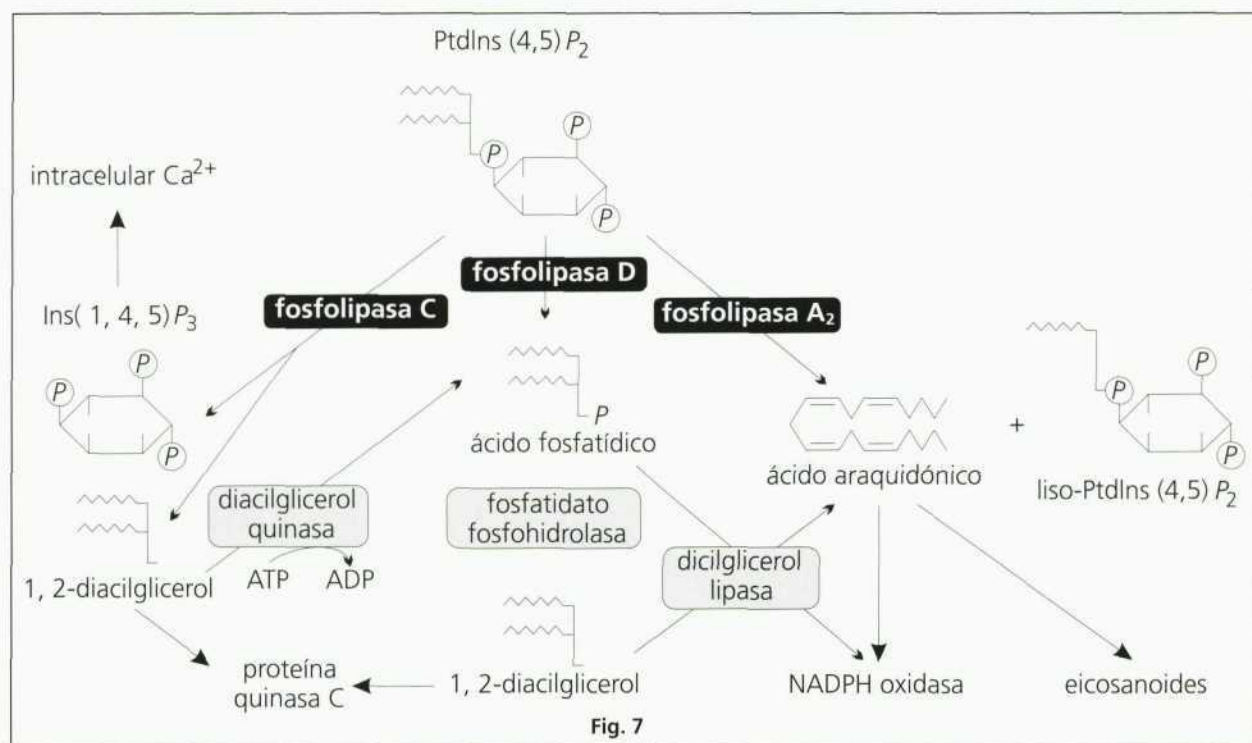 PtdIns (4,5) P₂
P
P
P
intracelular Ca²⁺
fosfolipasa D
fosfolipasa C
fosfolipasa A₂
Ins( 1, 4, 5) P₃
P
P
P
P
ácido fosfatídico
ácido araquidónico
+
P
P
P
liso-PtdIns (4,5) P₂
diacilglicerol
quinasa
fosfatidato
fosfohidrolasa
ATP
ADP
1, 2-diacilglicerol
dicilglicerol
lipasa
proteína
quinasa C
1, 2-diacilglicerol
NADPH oxidasa
eicosanoides
Fig. 7